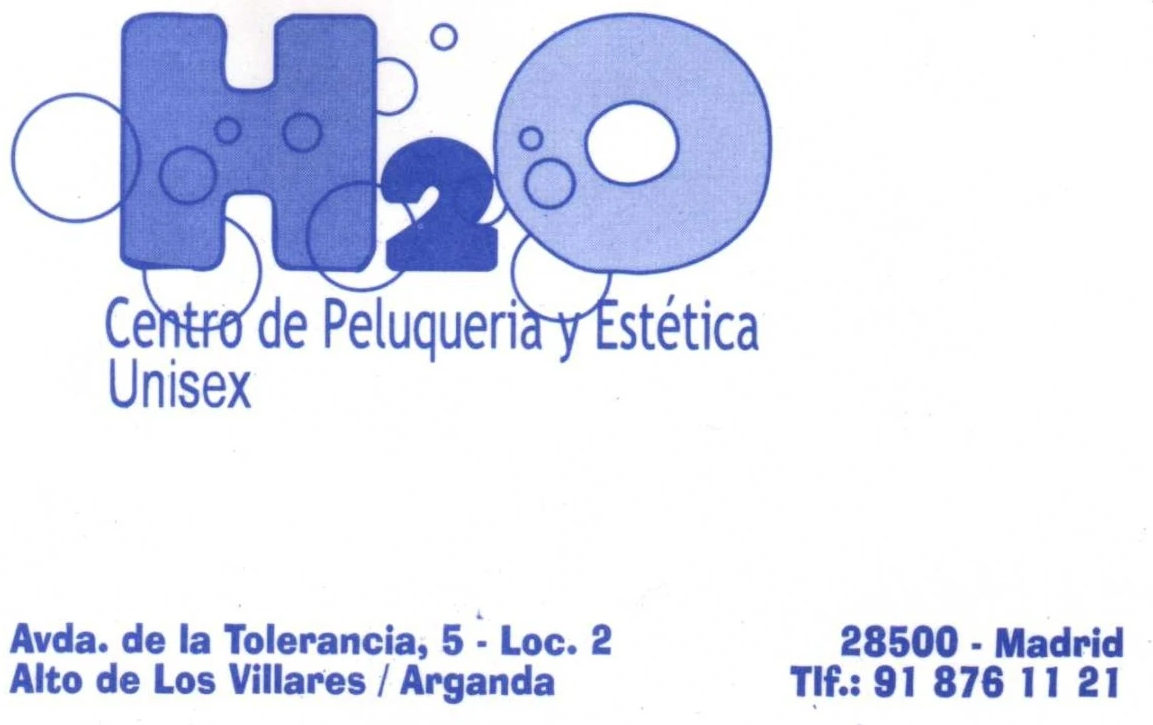 H2O
Centro de Peluqueria y Estética
Unisex
Avda. de la Tolerancia, 5 - Loc. 2
Alto de Los Villares / Arganda
28500 - Madrid
Tlf.: 91 876 11 21